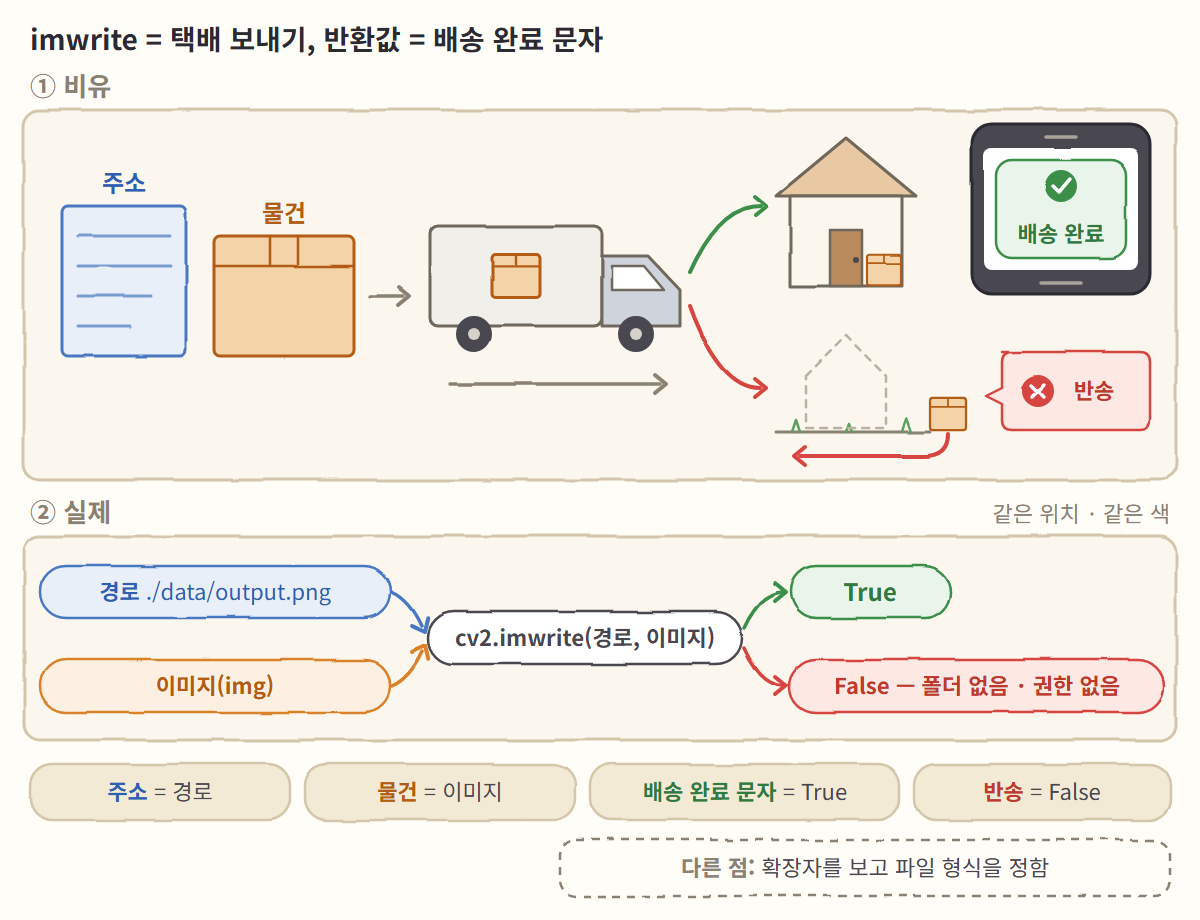 imwrite = 택배 보내기, 반환값 = 배송 완료 문자
① 비유
주소
물건
배송 완료
반송
② 실제
같은 위치 · 같은 색
경로 ./data/output.png
이미지(img)
cv2.imwrite(경로, 이미지)
True
False — 폴더 없음 · 권한 없음
주소 = 경로
물건 = 이미지
배송 완료 문자 = True
반송 = False
다른 점: 확장자를 보고 파일 형식을 정함